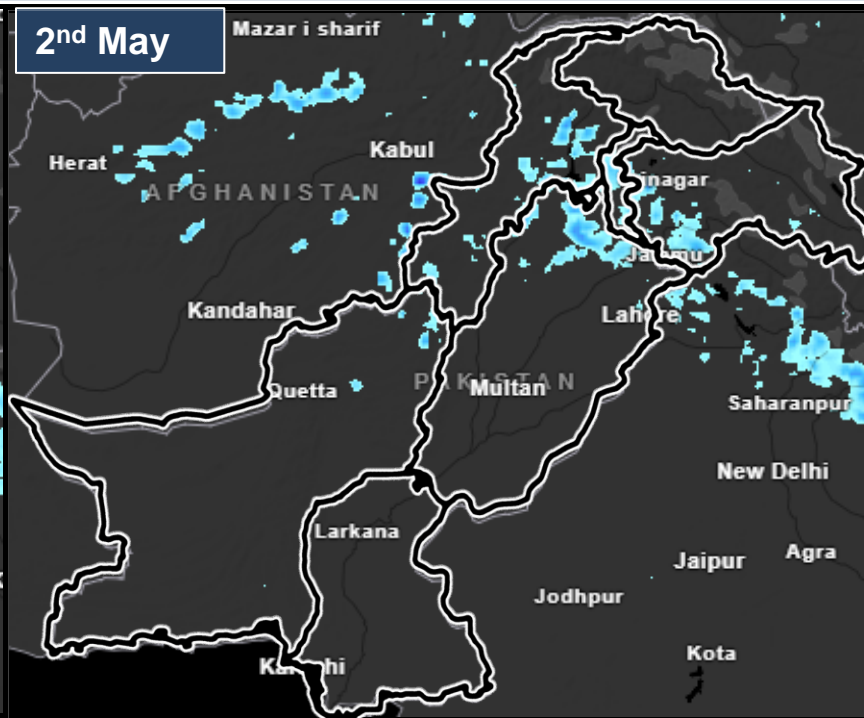 2nd May
Mazar i sharif
Kabul
Herat
AFGHANISTAN
inagar
Jammu
Kandahar
Lahore
Quetta
PAKISTAN
Multan
Saharanpur
New Delhi
Larkana
Jaipur
Agra
Jodhpur
Kota